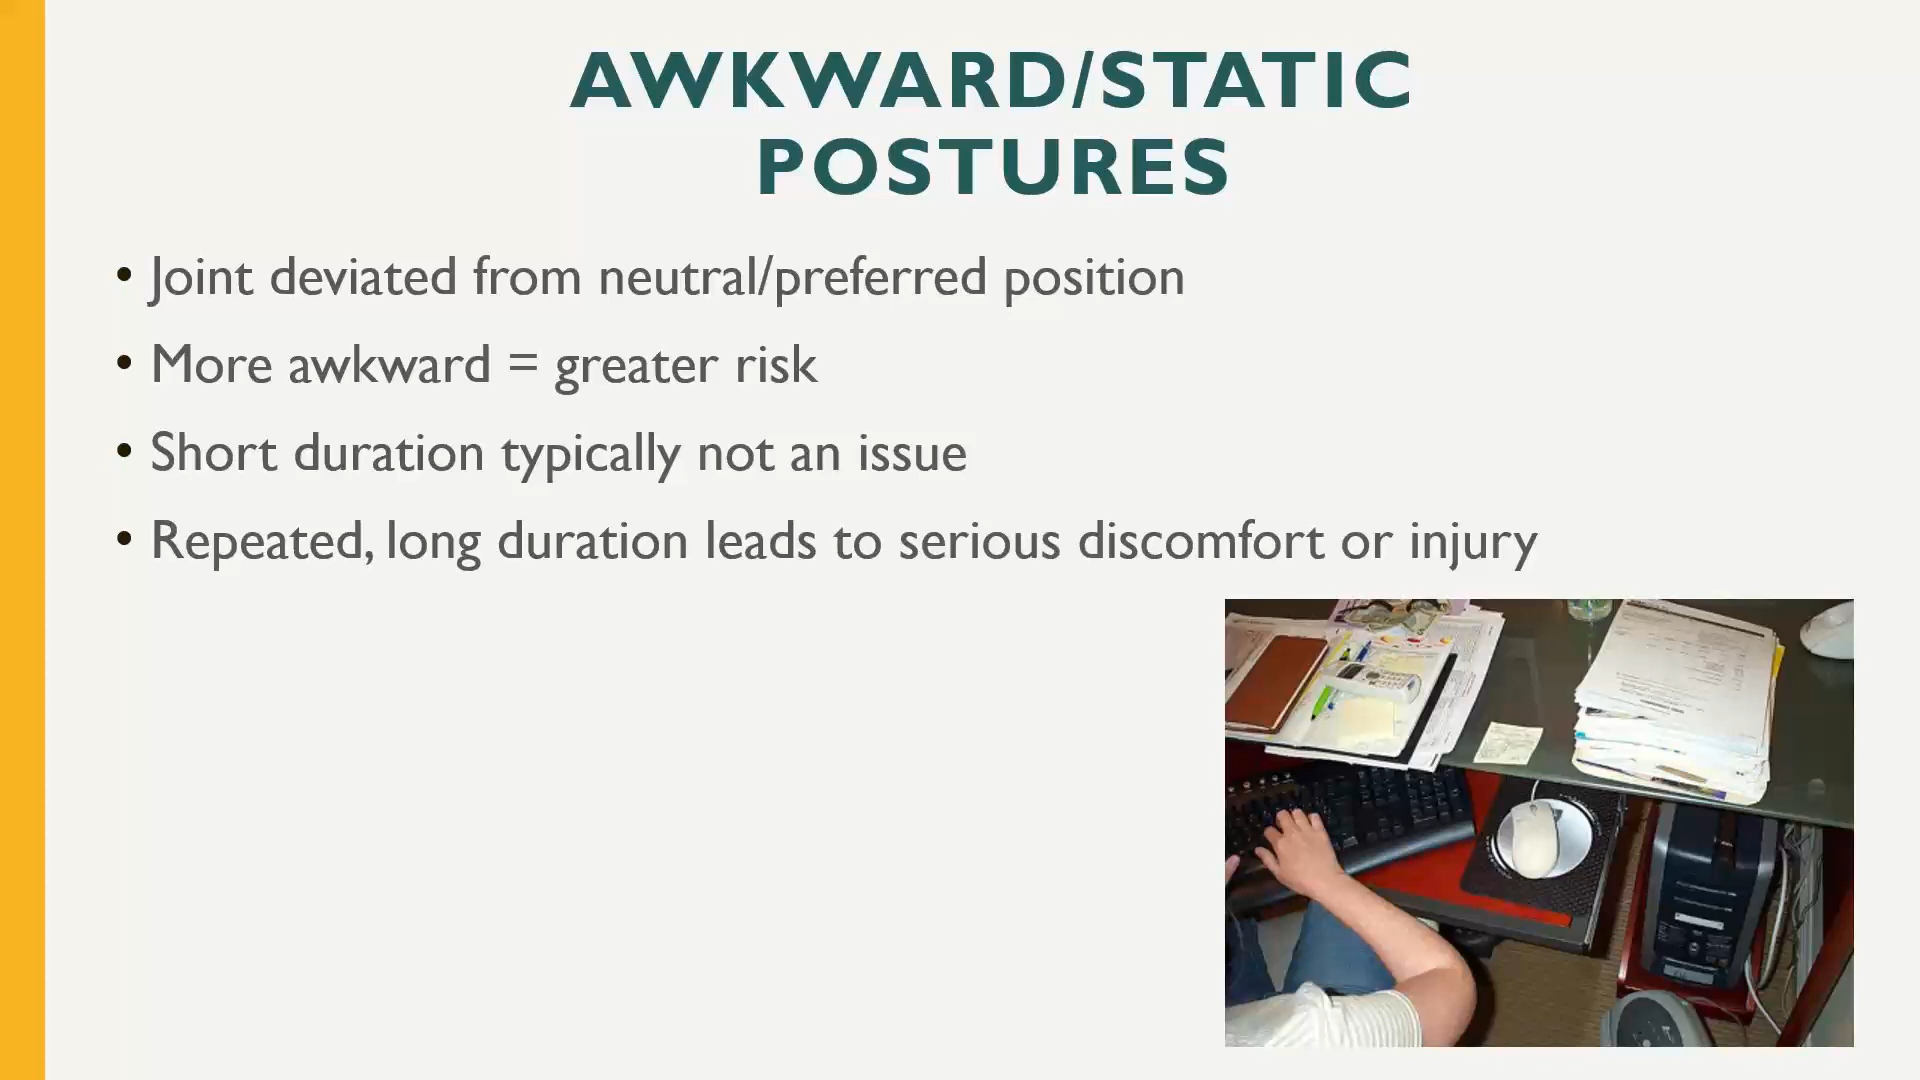 AWKWARD/STATIC
POSTURES
• Joint deviated from neutral/preferred position
• More awkward = greater risk
• Short duration typically not an issue
• Repeated, long duration leads to serious discomfort or injury